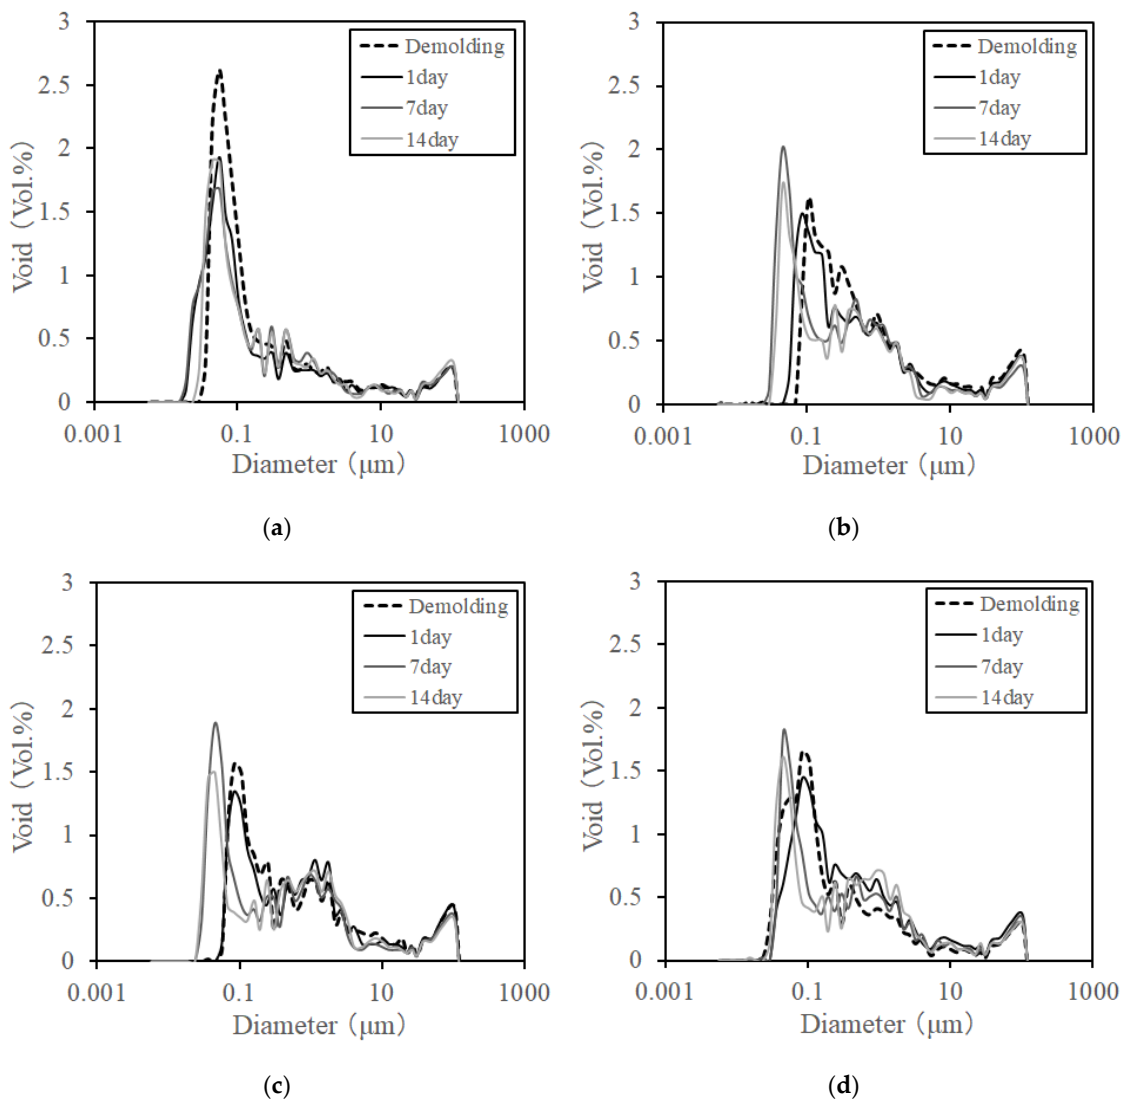 3
2.5
2
1.5
1
0.5
0
Void (Vol.%)
Demolding
1day
7day
14day
0.001 0.1 10 1000
Diameter (μm)
(a)
3
2.5
2
1.5
1
0.5
0
Void (Vol.%)
Demolding
1day
7day
14day
0.001 0.1 10 1000
Diameter (μm)
(b)
3
2.5
2
1.5
1
0.5
0
Void (Vol.%)
Demolding
1day
7day
14day
0.001 0.1 10 1000
Diameter (μm)
(c)
3
2.5
2
1.5
1
0.5
0
Void (Vol.%)
Demolding
1day
7day
14day
0.001 0.1 10 1000
Diameter (μm)
(d)